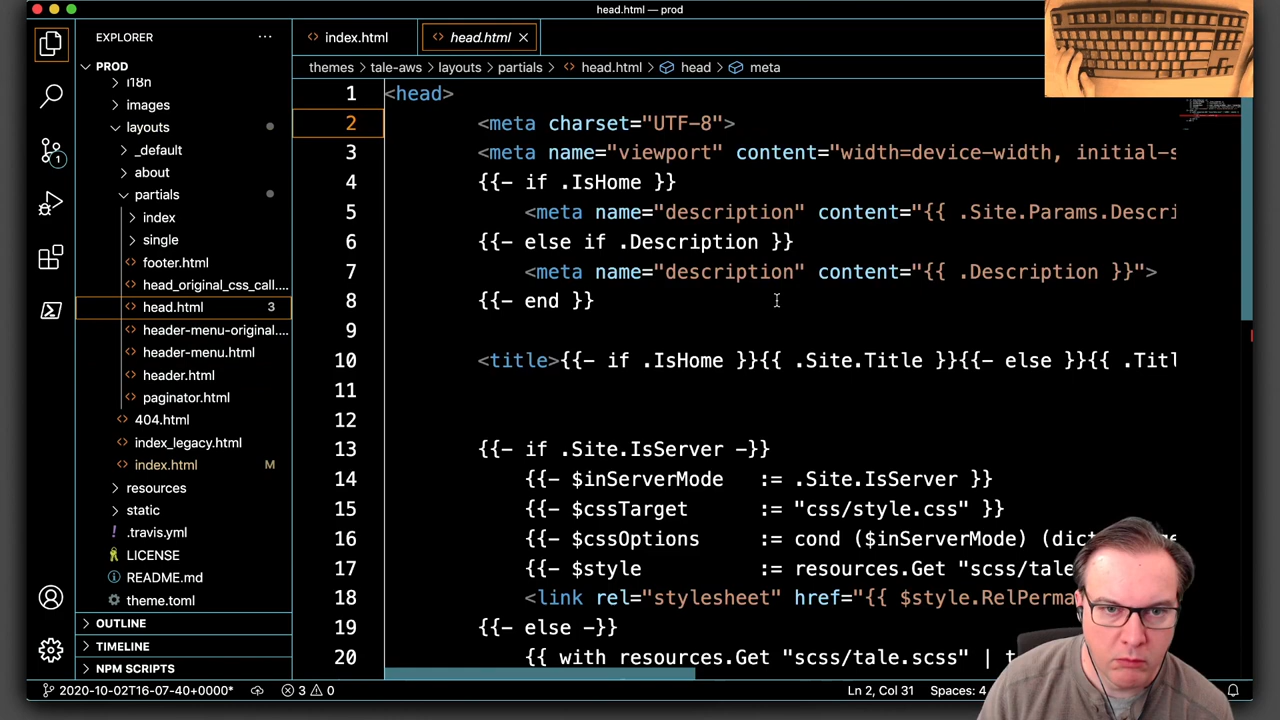 head.html — prod
EXPLORER
PROD
i18n
images
layouts
_default
about
partials
index
single
footer.html
head_original_css_call....
head.html 3
header-menu-original....
header-menu.html
header.html
paginator.html
404.html
index_legacy.html
index.html M
resources
static
.travis.yml
LICENSE
README.md
theme.toml
OUTLINE
TIMELINE
NPM SCRIPTS
index.html
head.html
themes > tale-aws > layouts > partials > head.html > head > meta
1 <head>
2 <meta charset="UTF-8">
3 <meta name="viewport" content="width=device-width, initial-s
4 {{- if .IsHome }}
5 <meta name="description" content="{{ .Site.Params.Descri
6 {{- else if .Description }}
7 <meta name="description" content="{{ .Description }}">
8 {{- end }}
9
10 <title>{{- if .IsHome }}{{ .Site.Title }}{{- else }}{{ .Titl
11
12
13 {{- if .Site.IsServer -}}
14 {{- $inServerMode := .Site.IsServer }}
15 {{- $cssTarget := "css/style.css" }}
16 {{- $cssOptions := cond ($inServerMode) (dict
17 {{- $style := resources.Get "scss/tale
18 <link rel="stylesheet" href="{{ $style.RelPerma
19 {{- else -}}
20 {{ with resources.Get "scss/tale.scss" | t
2020-10-02T16-07-40+0000* 3 0 Ln 2, Col 31 Spaces: 4
1